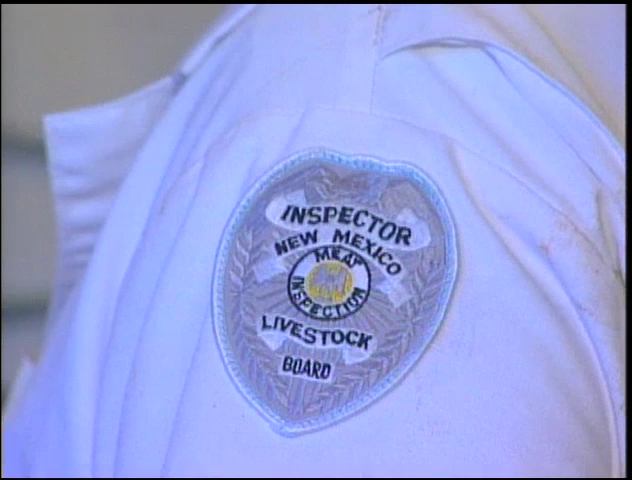 INSPECTOR
NEW MEXICO
MEAT
INSPECTION
LIVESTOCK
BOARD